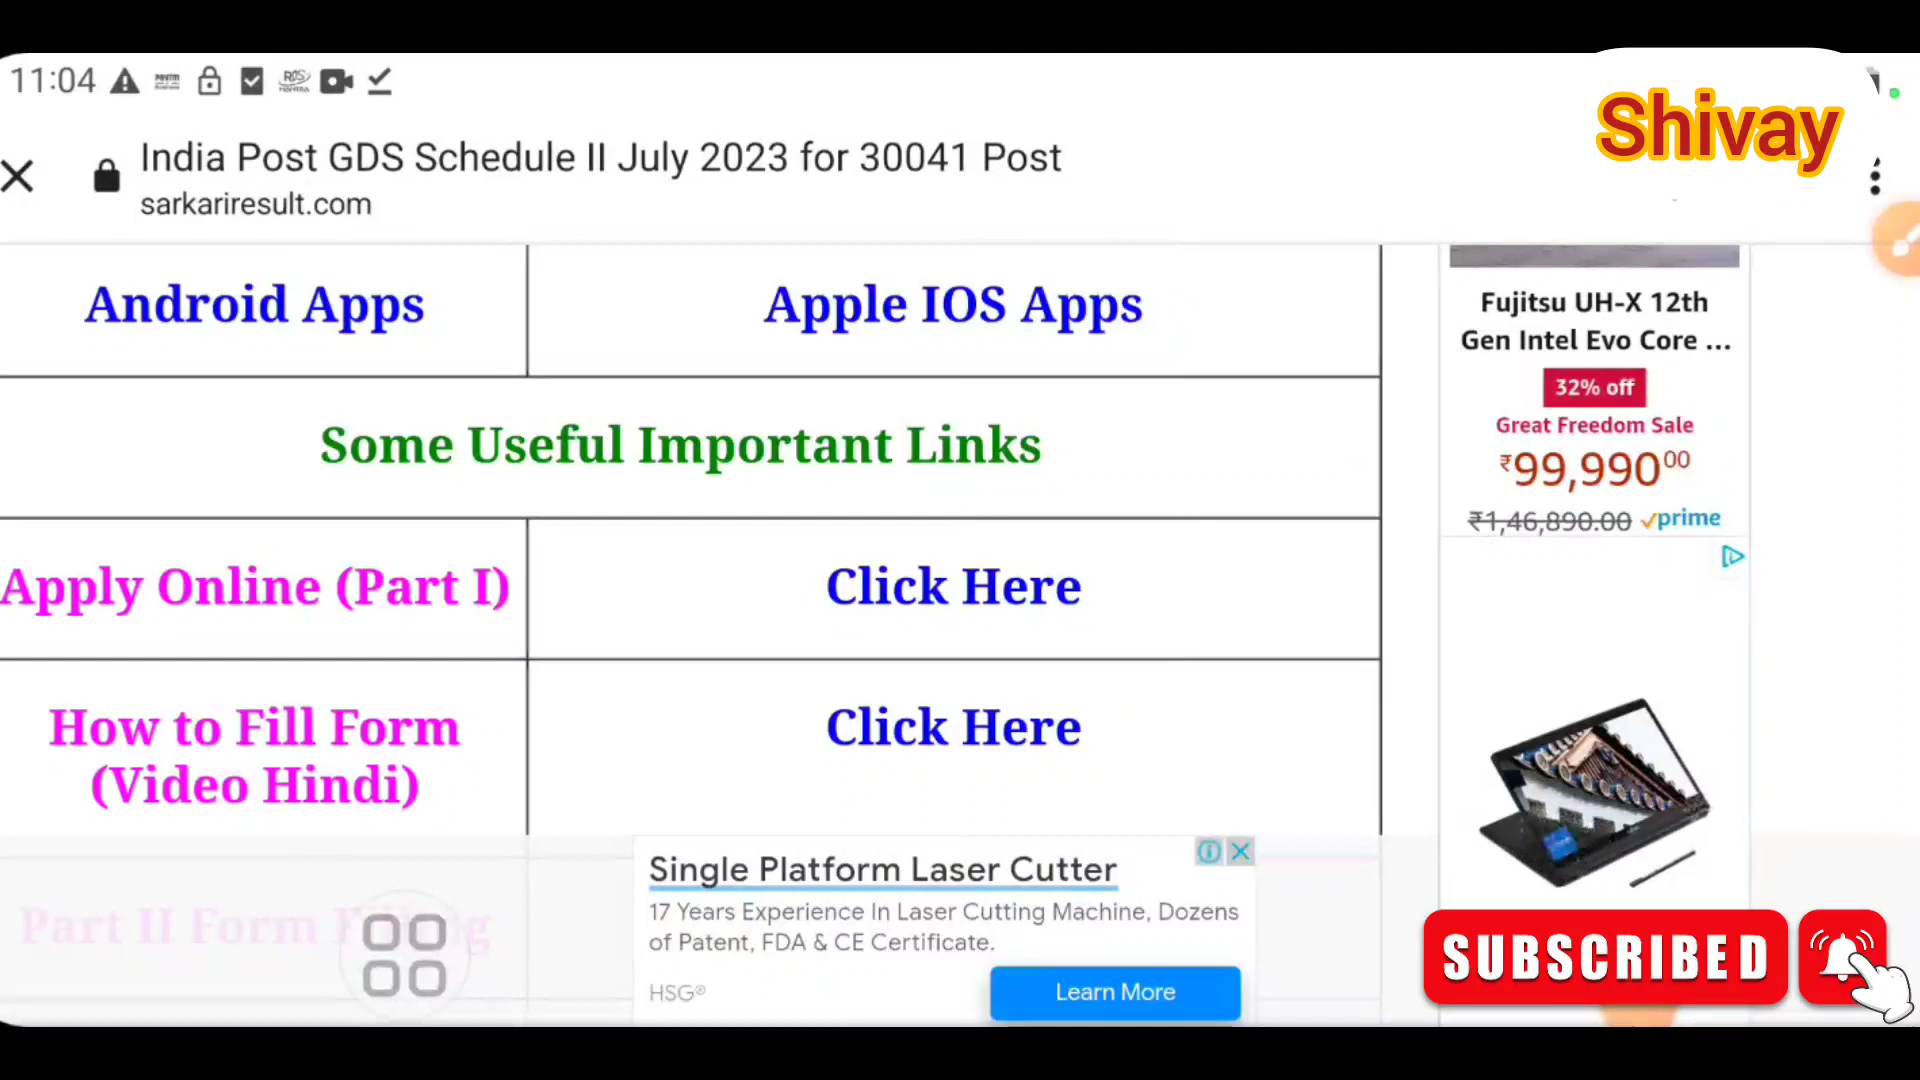 11:04
India Post GDS Schedule II July 2023 for 30041 Post
sarkariresult.com
Shivay
Android Apps
Apple IOS Apps
Some Useful Important Links
Apply Online (Part I)
Click Here
How to Fill Form
(Video Hindi)
Click Here
Part II Form
Fujitsu UH-X 12th
Gen Intel Evo Core ...
32% off
Great Freedom Sale
₹99,99000
₹1,46,890.00 prime
Single Platform Laser Cutter
17 Years Experience In Laser Cutting Machine, Dozens
of Patent, FDA & CE Certificate.
HSG®
Learn More
SUBSCRIBED